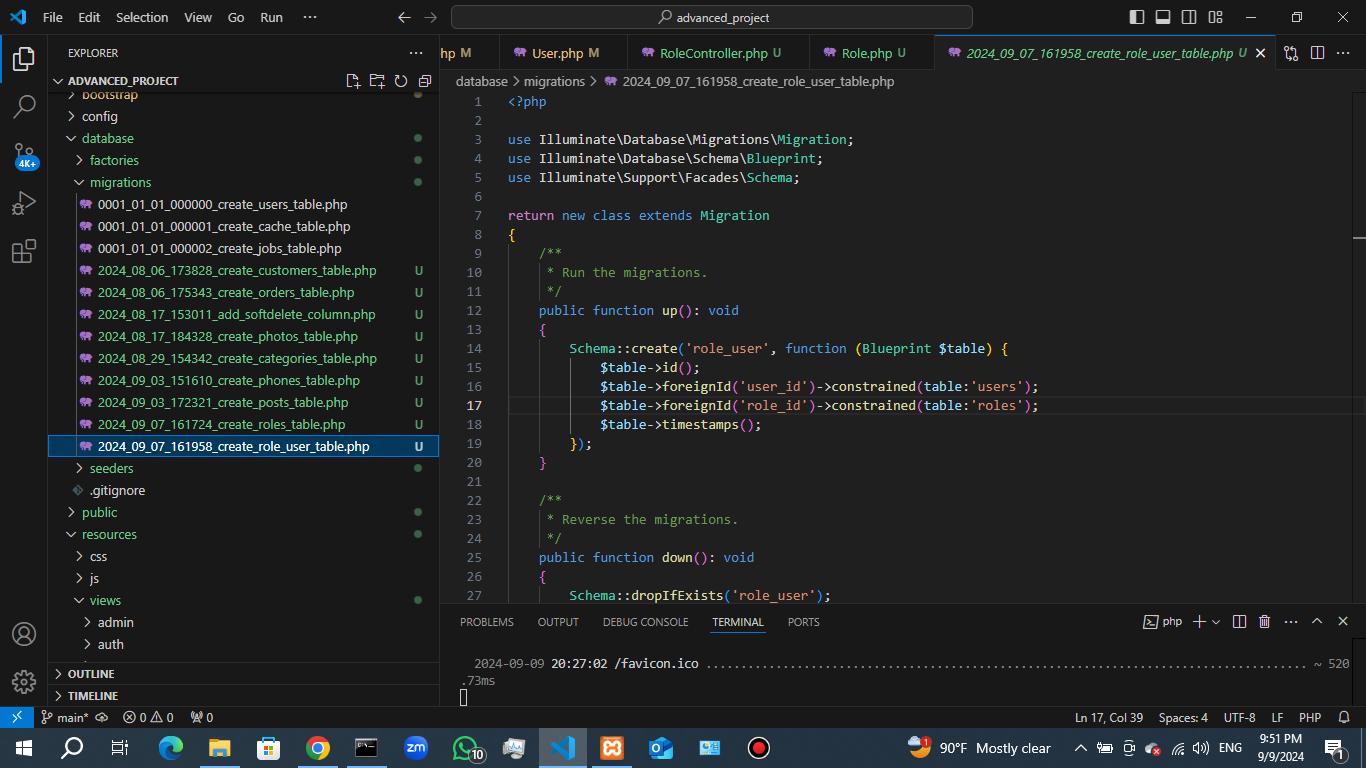 File Edit Selection View Go Run ···
advanced_project
EXPLORER
ADVANCED_PROJECT
bootstrap
config
database
factories
migrations
0001_01_01_000000_create_users_table.php
0001_01_01_000001_create_cache_table.php
0001_01_01_000002_create_jobs_table.php
2024_08_06_173828_create_customers_table.php U
2024_08_06_175343_create_orders_table.php U
2024_08_17_153011_add_softdelete_column.php U
2024_08_17_184328_create_photos_table.php U
2024_08_29_154342_create_categories_table.php U
2024_09_03_151610_create_phones_table.php U
2024_09_03_172321_create_posts_table.php U
2024_09_07_161724_create_roles_table.php U
2024_09_07_161958_create_role_user_table.php U
seeders
.gitignore
public
resources
css
js
views
admin
auth
OUTLINE
TIMELINE
4K+
hp M User.php M RoleController.php U Role.php U 2024_09_07_161958_create_role_user_table.php U
database > migrations > 2024_09_07_161958_create_role_user_table.php
1 <?php
2
3 use Illuminate\Database\Migrations\Migration;
4 use Illuminate\Database\Schema\Blueprint;
5 use Illuminate\Support\Facades\Schema;
6
7 return new class extends Migration
8 {
9 /**
10 * Run the migrations.
11 */
12 public function up(): void
13 {
14 Schema::create('role_user', function (Blueprint $table) {
15 $table->id();
16 $table->foreignId('user_id')->constrained(table:'users');
17 $table->foreignId('role_id')->constrained(table:'roles');
18 $table->timestamps();
19 });
20 }
21
22 /**
23 * Reverse the migrations.
24 */
25 public function down(): void
26 {
27 Schema::dropIfExists('role_user');
PROBLEMS OUTPUT DEBUG CONSOLE TERMINAL PORTS php
2024-09-09 20:27:02 /favicon.ico ............................................................................... ~ 520
.73ms
main* 0 0 0 Ln 17, Col 39 Spaces: 4 UTF-8 LF PHP
zm 10 1 90°F Mostly clear ENG 9:51 PM
9/9/2024 1